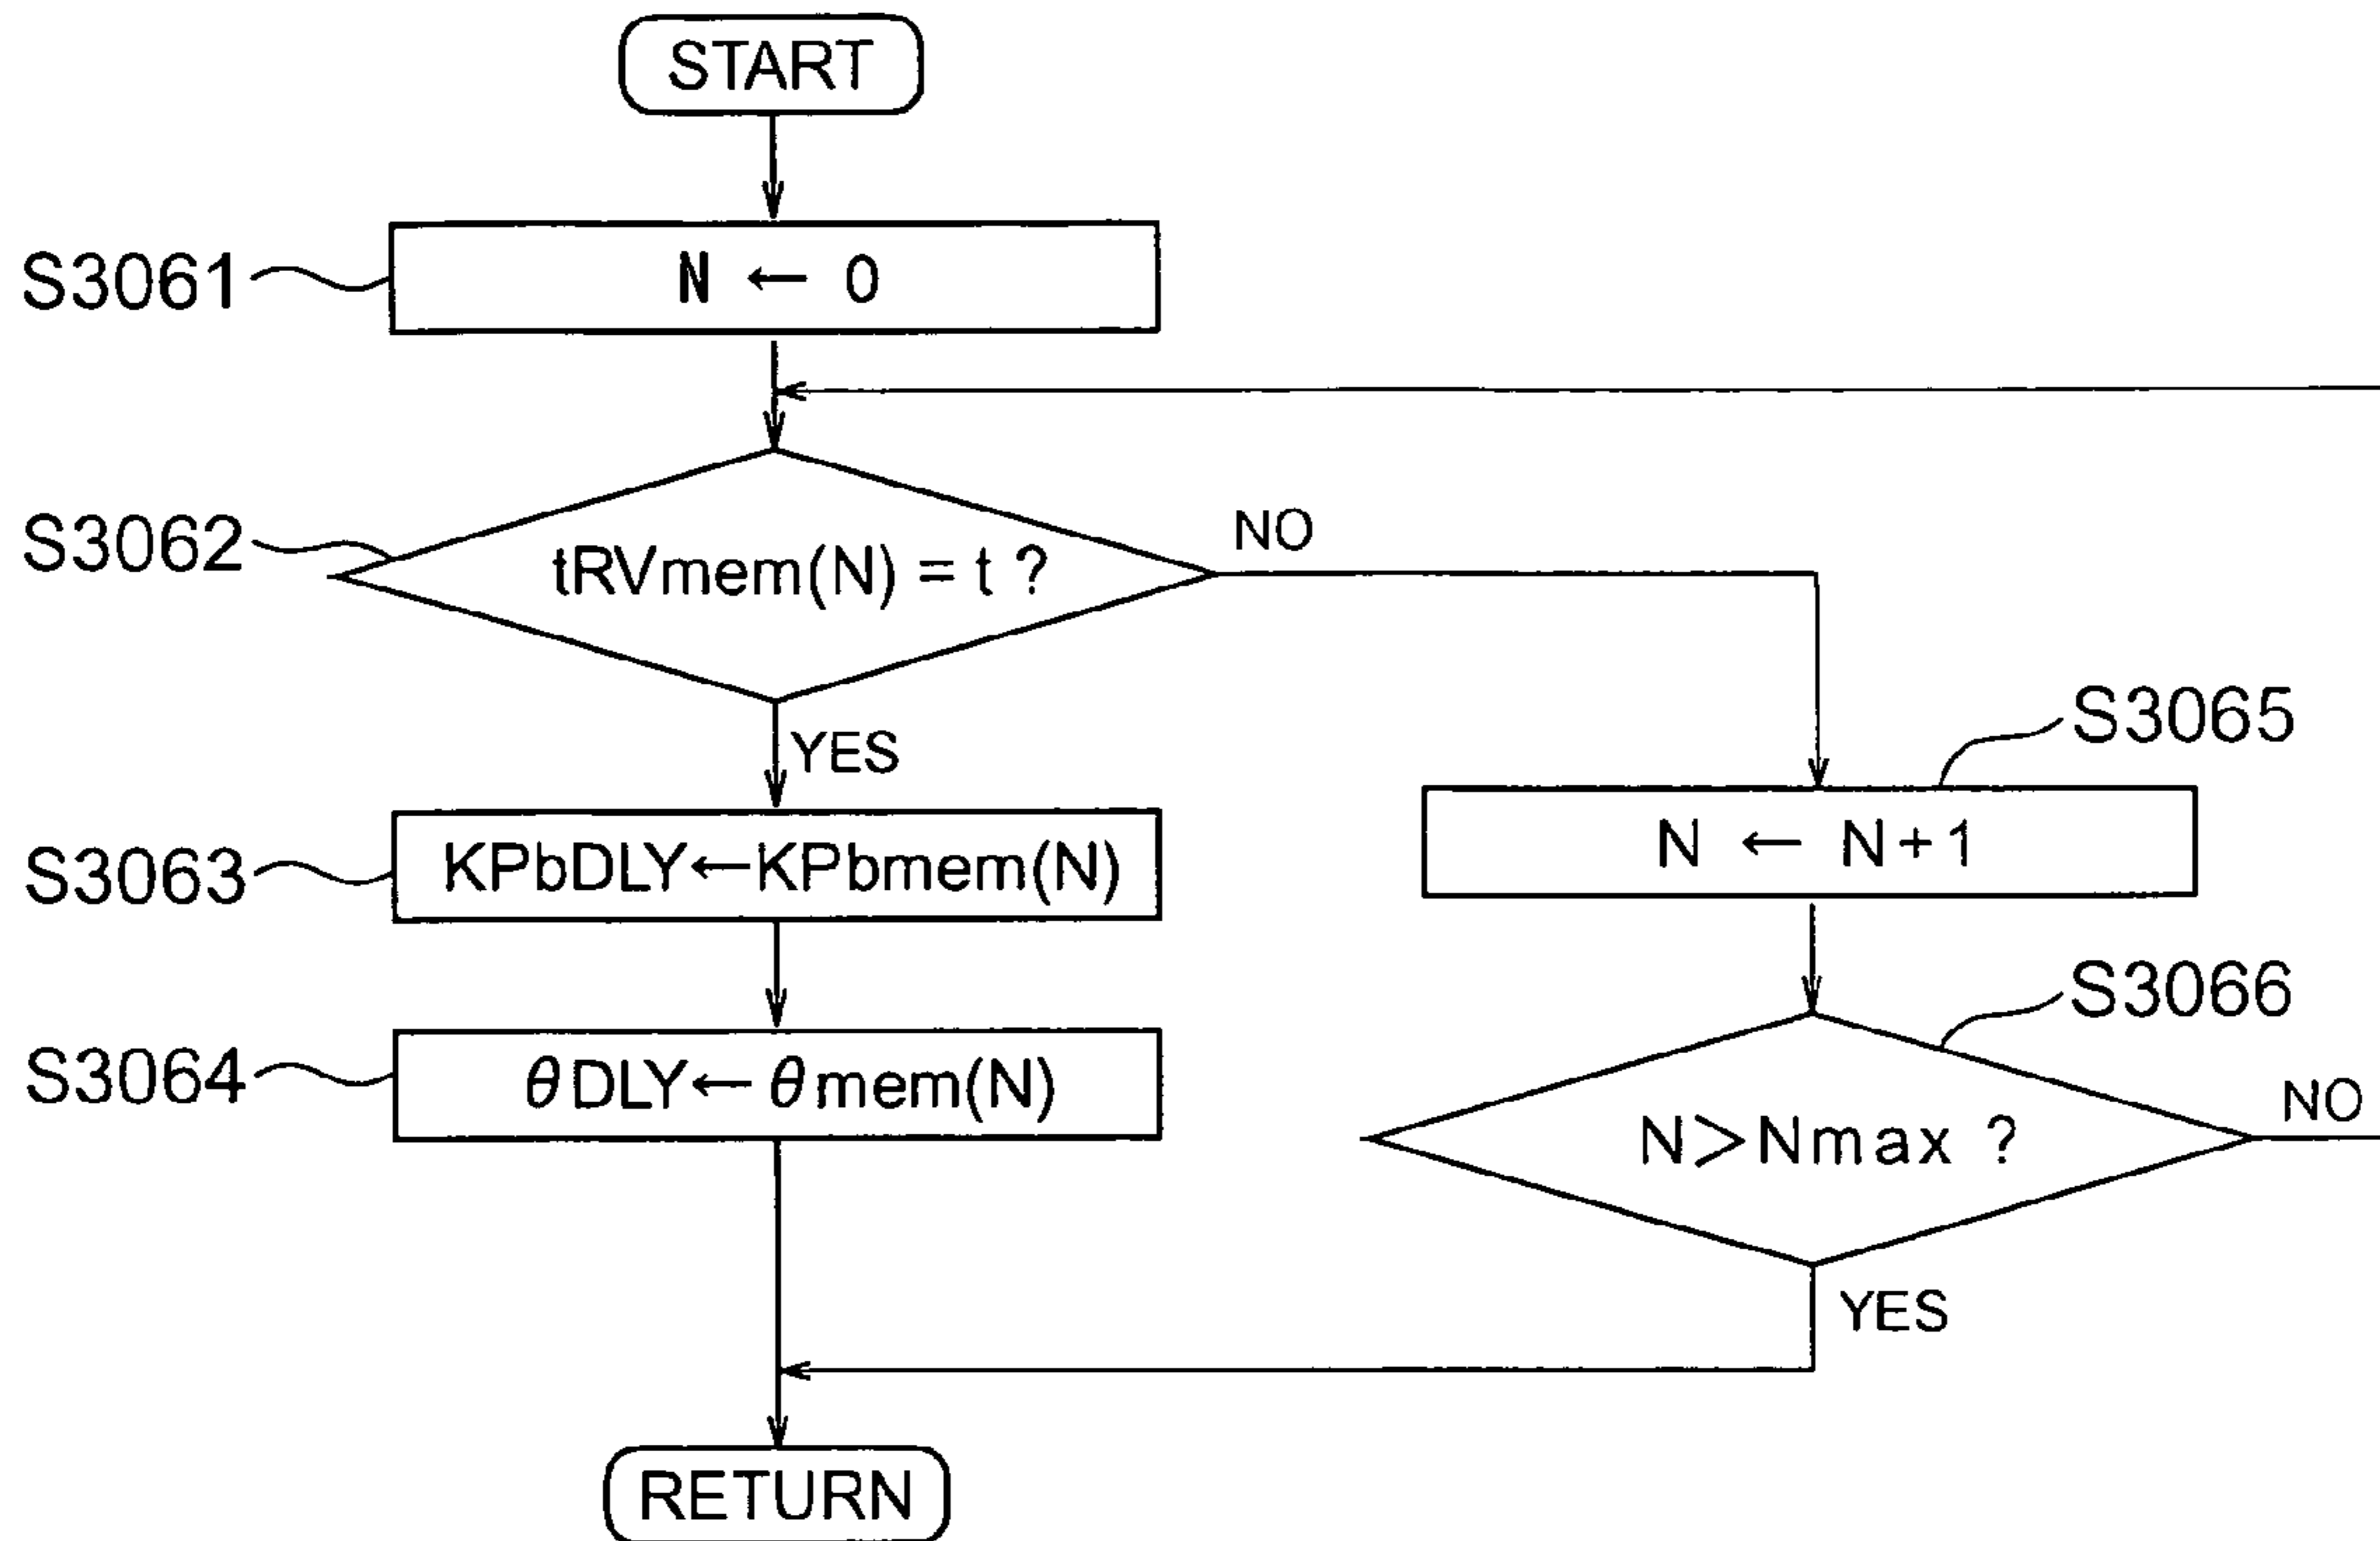 START
S3061
N ← 0
S3062
tRVmem(N) = t ?
NO
YES
S3063
KPbDLY←KPbmem(N)
S3064
θDLY←θmem(N)
S3065
N ← N+1
S3066
N>Nmax ?
NO
YES
RETURN